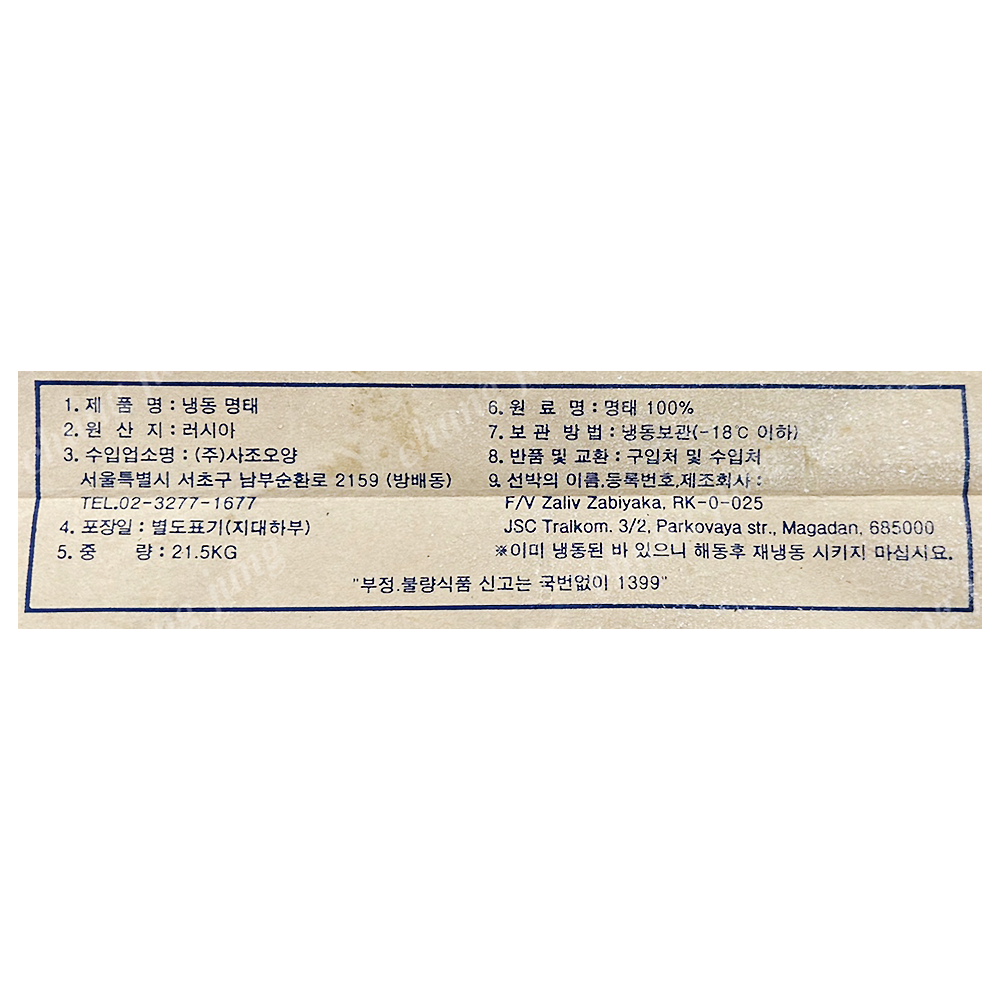 1. 제 품 명 : 냉동 명태
2. 원 산 지 : 러시아
3. 수입업소명 : (주)사조오양
서울특별시 서초구 남부순환로 2159 (방배동)
TEL.02-3277-1677
4. 포장일 : 별도표기(지대하부)
5. 중 량 : 21.5KG
6. 원 료 명 : 명태 100%
7. 보 관 방 법 : 냉동보관(-18℃ 이하)
8. 반품 및 교환 : 구입처 및 수입처
9. 선박의 이름,등록번호,제조회사 :
F/V Zaliv Zabiyaka, RK-0-025
JSC Tralkom. 3/2, Parkovaya str., Magadan, 685000
※이미 냉동된 바 있으니 해동후 재냉동 시키지 마십시요.
"부정.불량식품 신고는 국번없이 1399"